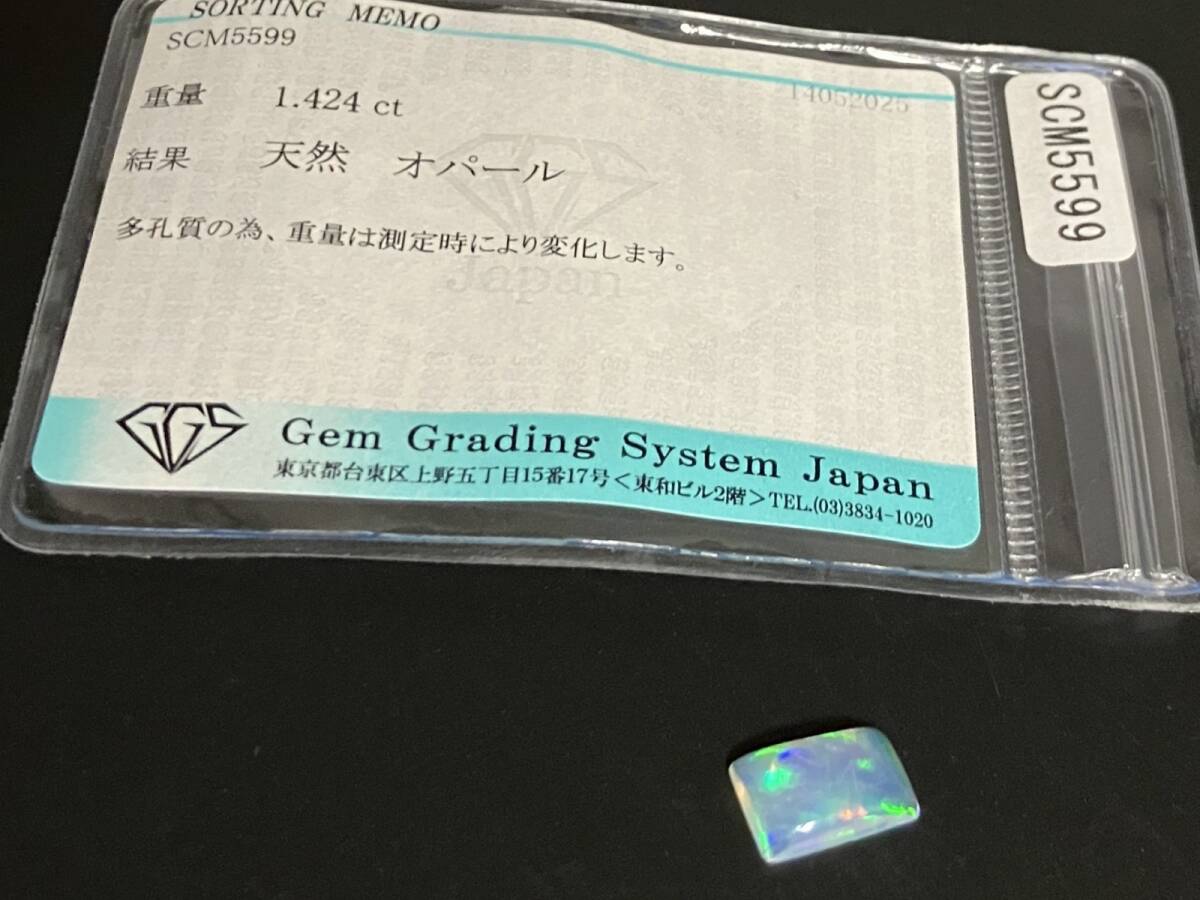 SORTING MEMO
SCM5599
14052025
重量 1.424 ct
結果 天然 オパール
多孔質の為、重量は測定時により変化します。
Japan
GGS
Gem Grading System Japan
東京都台東区上野五丁目15番17号<東和ビル2階>TEL.(03)3834-1020
SCM5599